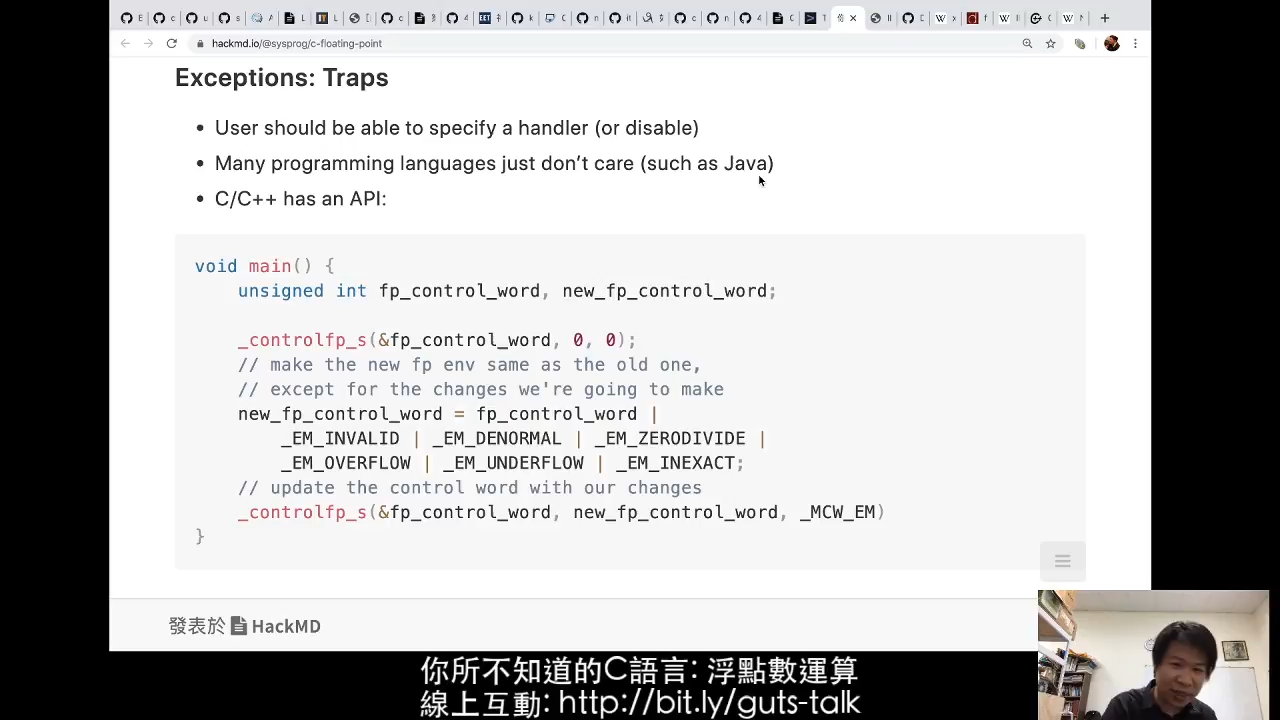 hackmd.io/@sysprog/c-floating-point
Exceptions: Traps
• User should be able to specify a handler (or disable)
• Many programming languages just don't care (such as Java)
• C/C++ has an API:
void main() {
unsigned int fp_control_word, new_fp_control_word;
_controlfp_s(&fp_control_word, 0, 0);
// make the new fp env same as the old one,
// except for the changes we're going to make
new_fp_control_word = fp_control_word |
_EM_INVALID | _EM_DENORMAL | _EM_ZERODIVIDE |
_EM_OVERFLOW | _EM_UNDERFLOW | _EM_INEXACT;
// update the control word with our changes
_controlfp_s(&fp_control_word, new_fp_control_word, _MCW_EM)
}
發表於 HackMD
你所不知道的C語言: 浮點數運算
線上互動: http://bit.ly/guts-talk